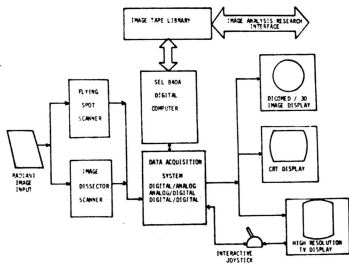 IMAGE TAPE LIBRARY
IMAGE ANALYSIS RESEARCH
INTERFACE
FLYING
SPOT
SCANNER
SEL 840A
DIGITAL
COMPUTER
DICOMED / 3D
IMAGE DISPLAY
RADIANT
IMAGE
INPUT
IMAGE
DISSECTOR
SCANNER
DATA ACQUISITION
SYSTEM
DIGITAL/ANALOG
ANALOG/DIGITAL
DIGITAL/DIGITAL
CRT DISPLAY
INTERACTIVE
JOYSTICK
HIGH RESOLUTION
TV DISPLAY